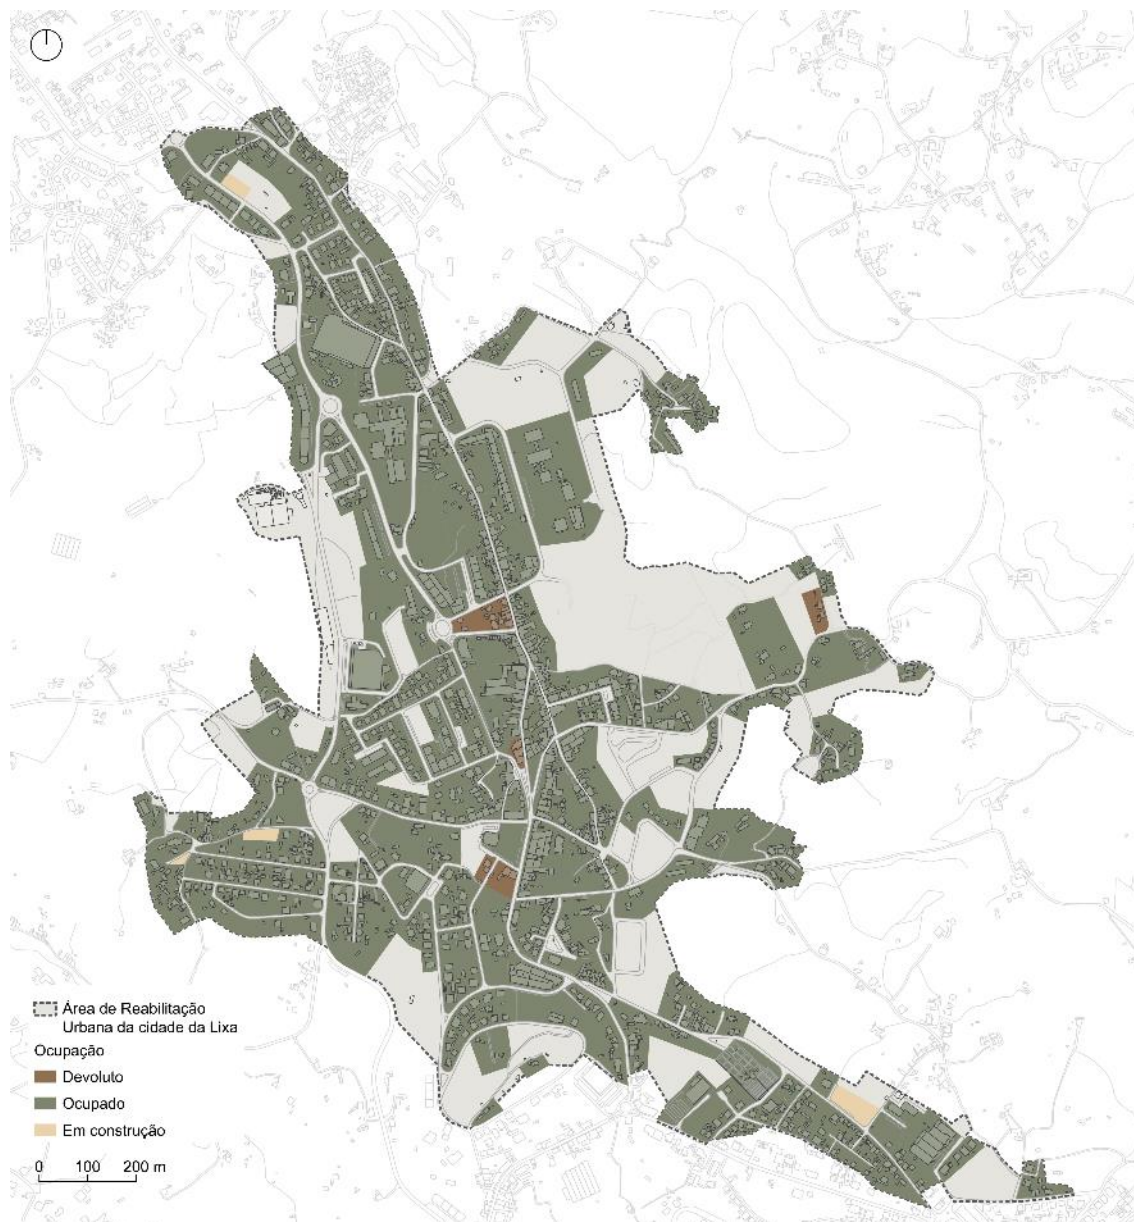 Área de Reabilitação
Urbana da cidade da Lixa
Ocupação
Devoluto
Ocupado
Em construção
0 100 200 m